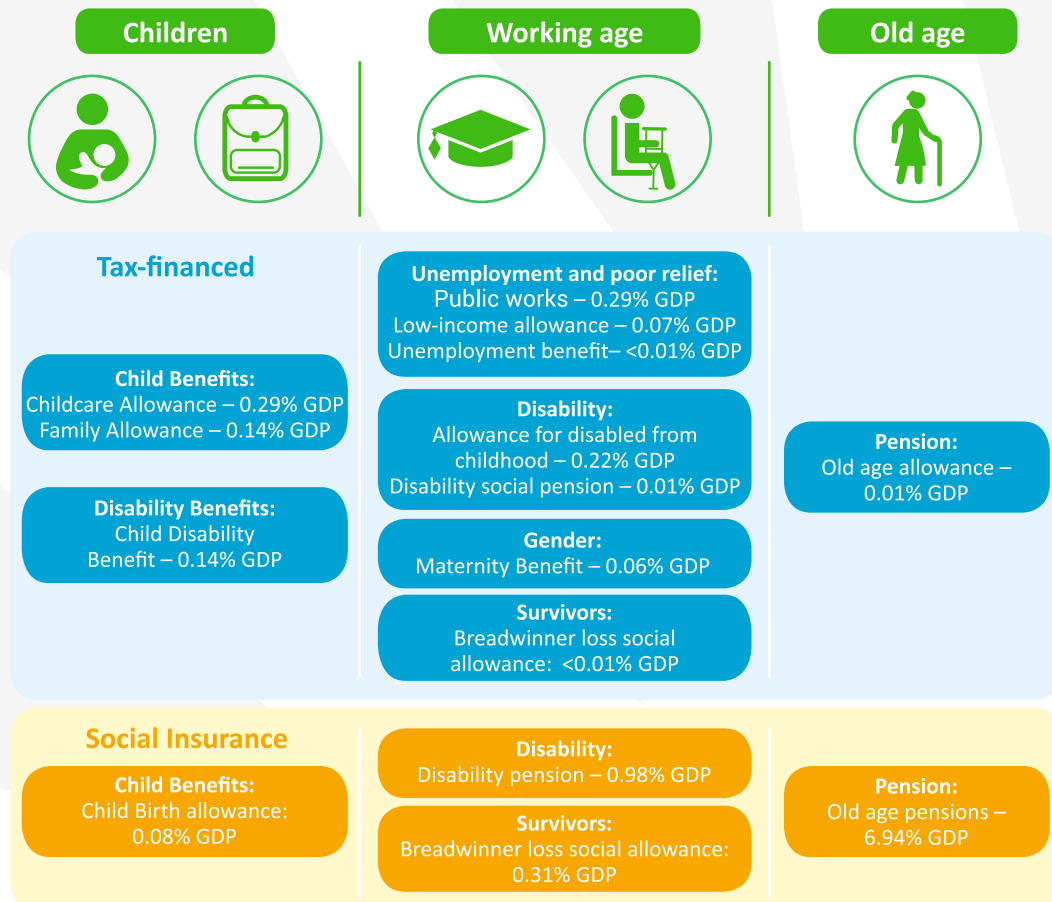 Children
Working age
Old age
Tax-financed
Child Benefits:
Childcare Allowance – 0.29% GDP
Family Allowance – 0.14% GDP
Disability Benefits:
Child Disability
Benefit – 0.14% GDP
Unemployment and poor relief:
Public works – 0.29% GDP
Low-income allowance – 0.07% GDP
Unemployment benefit– <0.01% GDP
Disability:
Allowance for disabled from
childhood – 0.22% GDP
Disability social pension – 0.01% GDP
Gender:
Maternity Benefit – 0.06% GDP
Survivors:
Breadwinner loss social
allowance: <0.01% GDP
Pension:
Old age allowance –
0.01% GDP
Social Insurance
Child Benefits:
Child Birth allowance:
0.08% GDP
Disability:
Disability pension – 0.98% GDP
Survivors:
Breadwinner loss social allowance:
0.31% GDP
Pension:
Old age pensions –
6.94% GDP